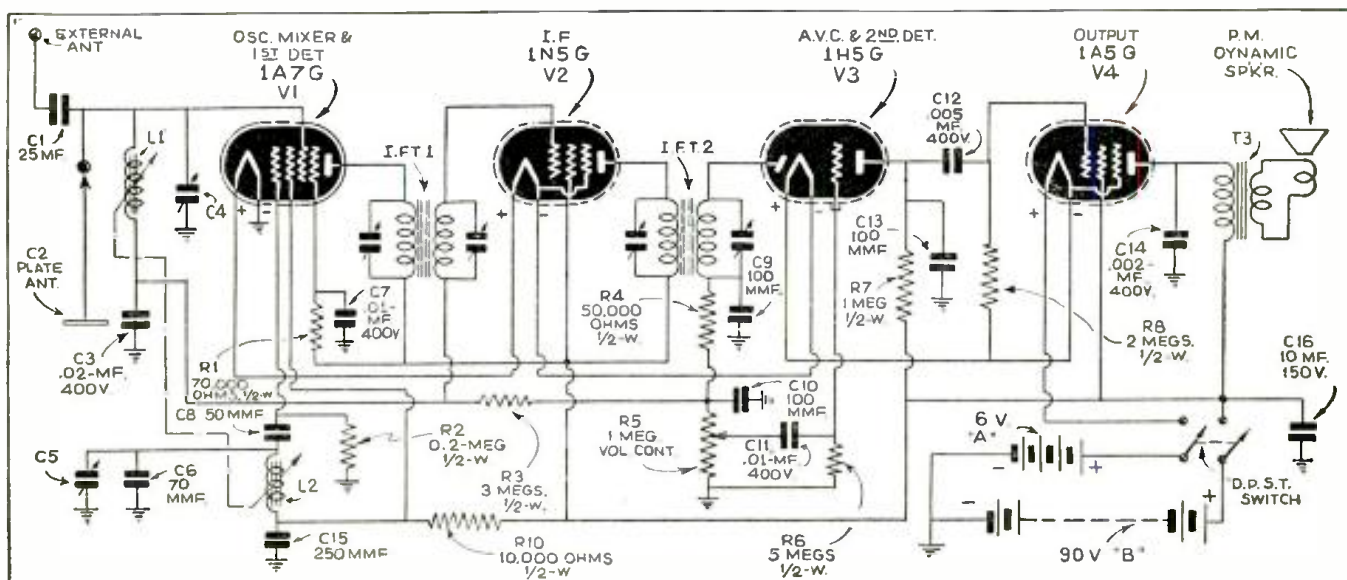 EXTERNAL
ANT
C1
25 MF.
C2
PLATE
ANT.
L1
C4
C3
.02-MF.
400V.
OSC. MIXER &
1ST DET
1A7G
V1
+
-
I.F.T.1
C7
.01-
MF
400V.
R1
70,000
OHMS, 1/2-W
C8 50 MMF.
R2
0.2-MEG
1/2-W
C5
C6
70
MMF.
L2
C15
250 MMF.
R10
10,000 OHMS
1/2-W
I.F
1N5G
V2
+
-
I.F.T.2
R4
50,000
OHMS
1/2-W.
C9
100
MMF.
R3
3 MEGS.
1/2-W.
C10
100
MMF.
R5
1 MEG
VOL CONT.
C11
.01-MF.
400V
R6
5 MEGS
1/2-W.
A.V.C. & 2ND. DET.
1H5G
V3
+
-
C12
.005
MF.
400V.
C13
100
MMF.
R7
1 MEG
1/2-W.
OUTPUT
1A5G
V4
+
-
R8
2 MEGS.
1/2-W.
C14
.002-
MF.
400V.
P.M.
DYNAMIC
SPKR.
T3
C16
10 MF.
150V.
6 V.
"A"
-
+
D.P.S.T.
SWITCH
-
+
90 V "B"